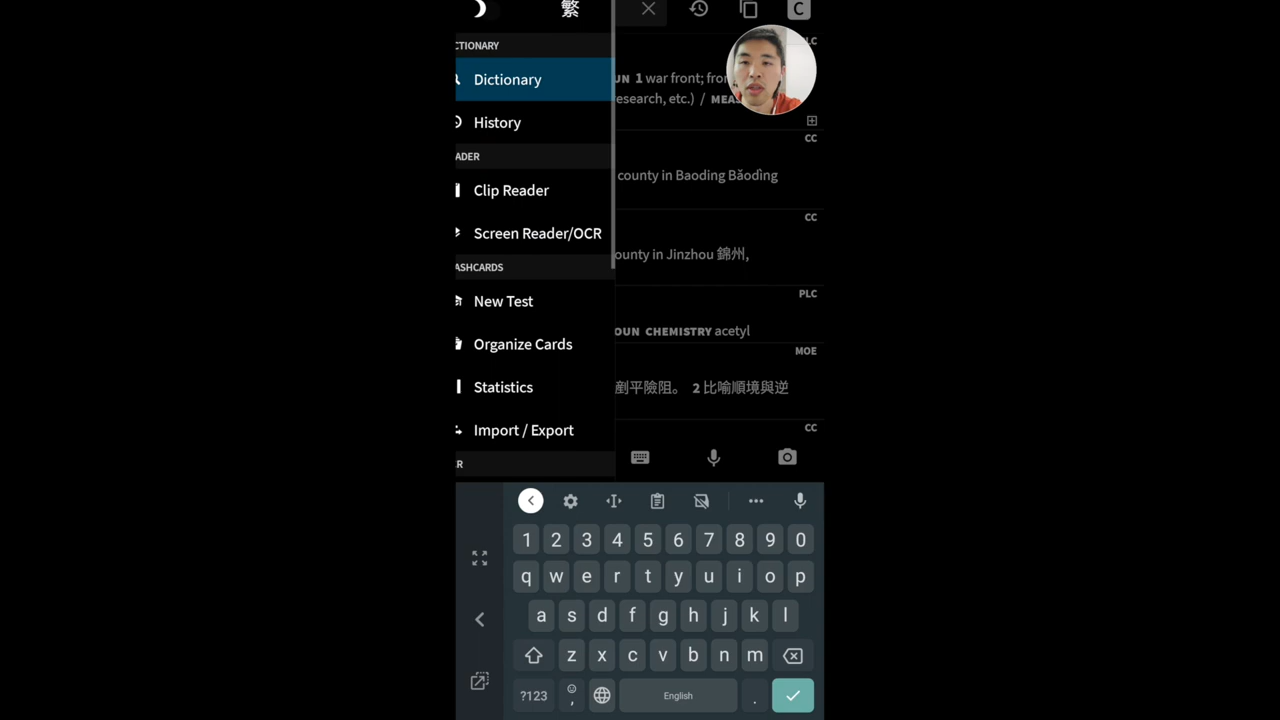 繁
C
CTIONARY
LC
Dictionary
UN 1 war front; fro
esearch, etc.) / MEA
History
CC
ADER
county in Baoding Bǎodìng
Clip Reader
CC
Screen Reader/OCR
ounty in Jinzhou 錦州,
ASHCARDS
PLC
New Test
OUN CHEMISTRY acetyl
Organize Cards
MOE
Statistics
剷平險阻。 2 比喻順境與逆
Import / Export
CC
R
1 2 3 4 5 6 7 8 9 0
q w e r t y u i o p
a s d f g h j k l
z x c v b n m
?123 , English .